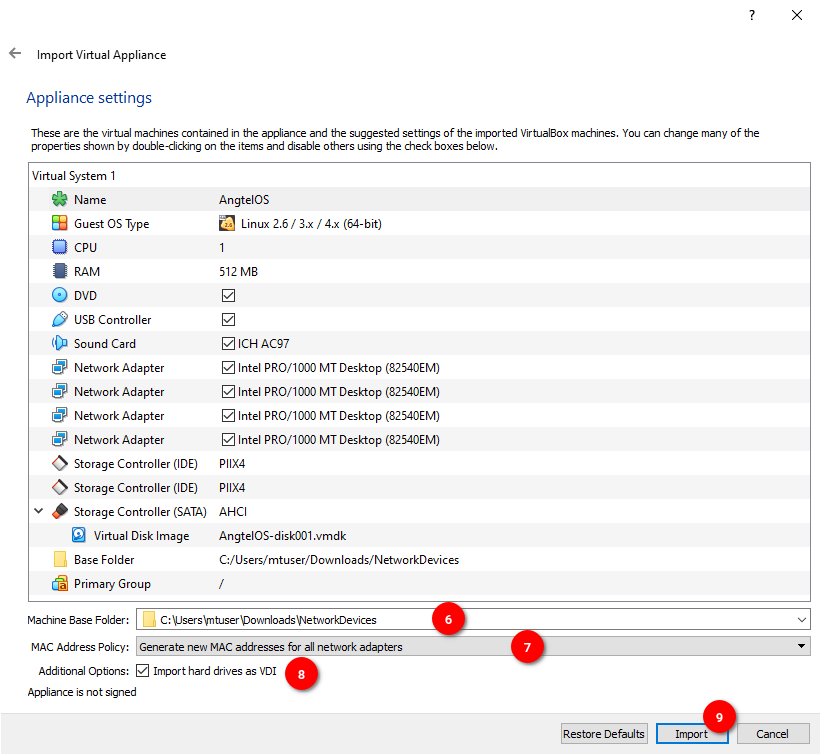 ?
Import Virtual Appliance
Appliance settings
These are the virtual machines contained in the appliance and the suggested settings of the imported VirtualBox machines. You can change many of the
properties shown by double-clicking on the items and disable others using the check boxes below.
Virtual System 1
Name AngtelOS
Guest OS Type 2.6 Linux 2.6 / 3.x / 4.x (64-bit)
CPU 1
RAM 512 MB
DVD
USB Controller
Sound Card ICH AC97
Network Adapter Intel PRO/1000 MT Desktop (82540EM)
Network Adapter Intel PRO/1000 MT Desktop (82540EM)
Network Adapter Intel PRO/1000 MT Desktop (82540EM)
Network Adapter Intel PRO/1000 MT Desktop (82540EM)
Storage Controller (IDE) PIIX4
Storage Controller (IDE) PIIX4
Storage Controller (SATA) AHCI
Virtual Disk Image AngtelOS-disk001.vmdk
Base Folder C:/Users/mtuser/Downloads/NetworkDevices
Primary Group /
Machine Base Folder: C:\Users\mtuser\Downloads\NetworkDevices 6
MAC Address Policy: Generate new MAC addresses for all network adapters 7
Additional Options: Import hard drives as VDI 8
Appliance is not signed
9
Restore Defaults Import Cancel